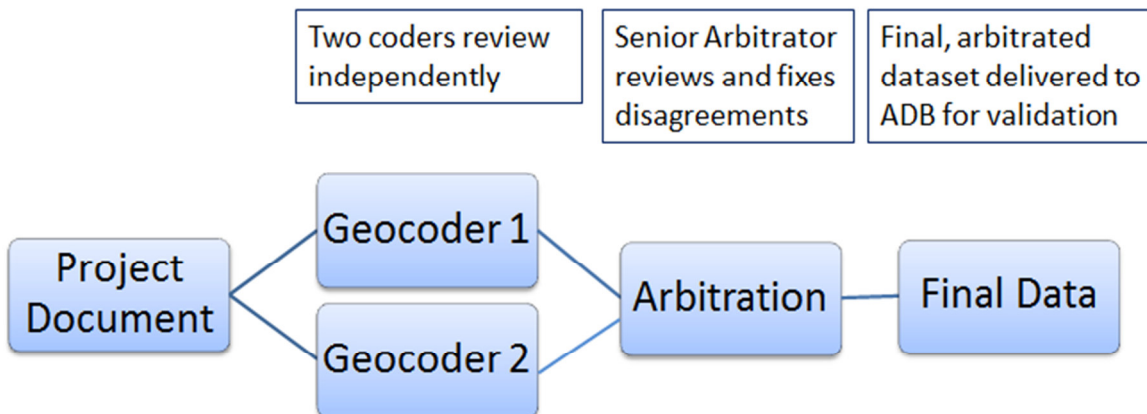 Two coders review
independently
Senior Arbitrator
reviews and fixes
disagreements
Final, arbitrated
dataset delivered to
ADB for validation
Project
Document
Geocoder 1
Geocoder 2
Arbitration
Final Data